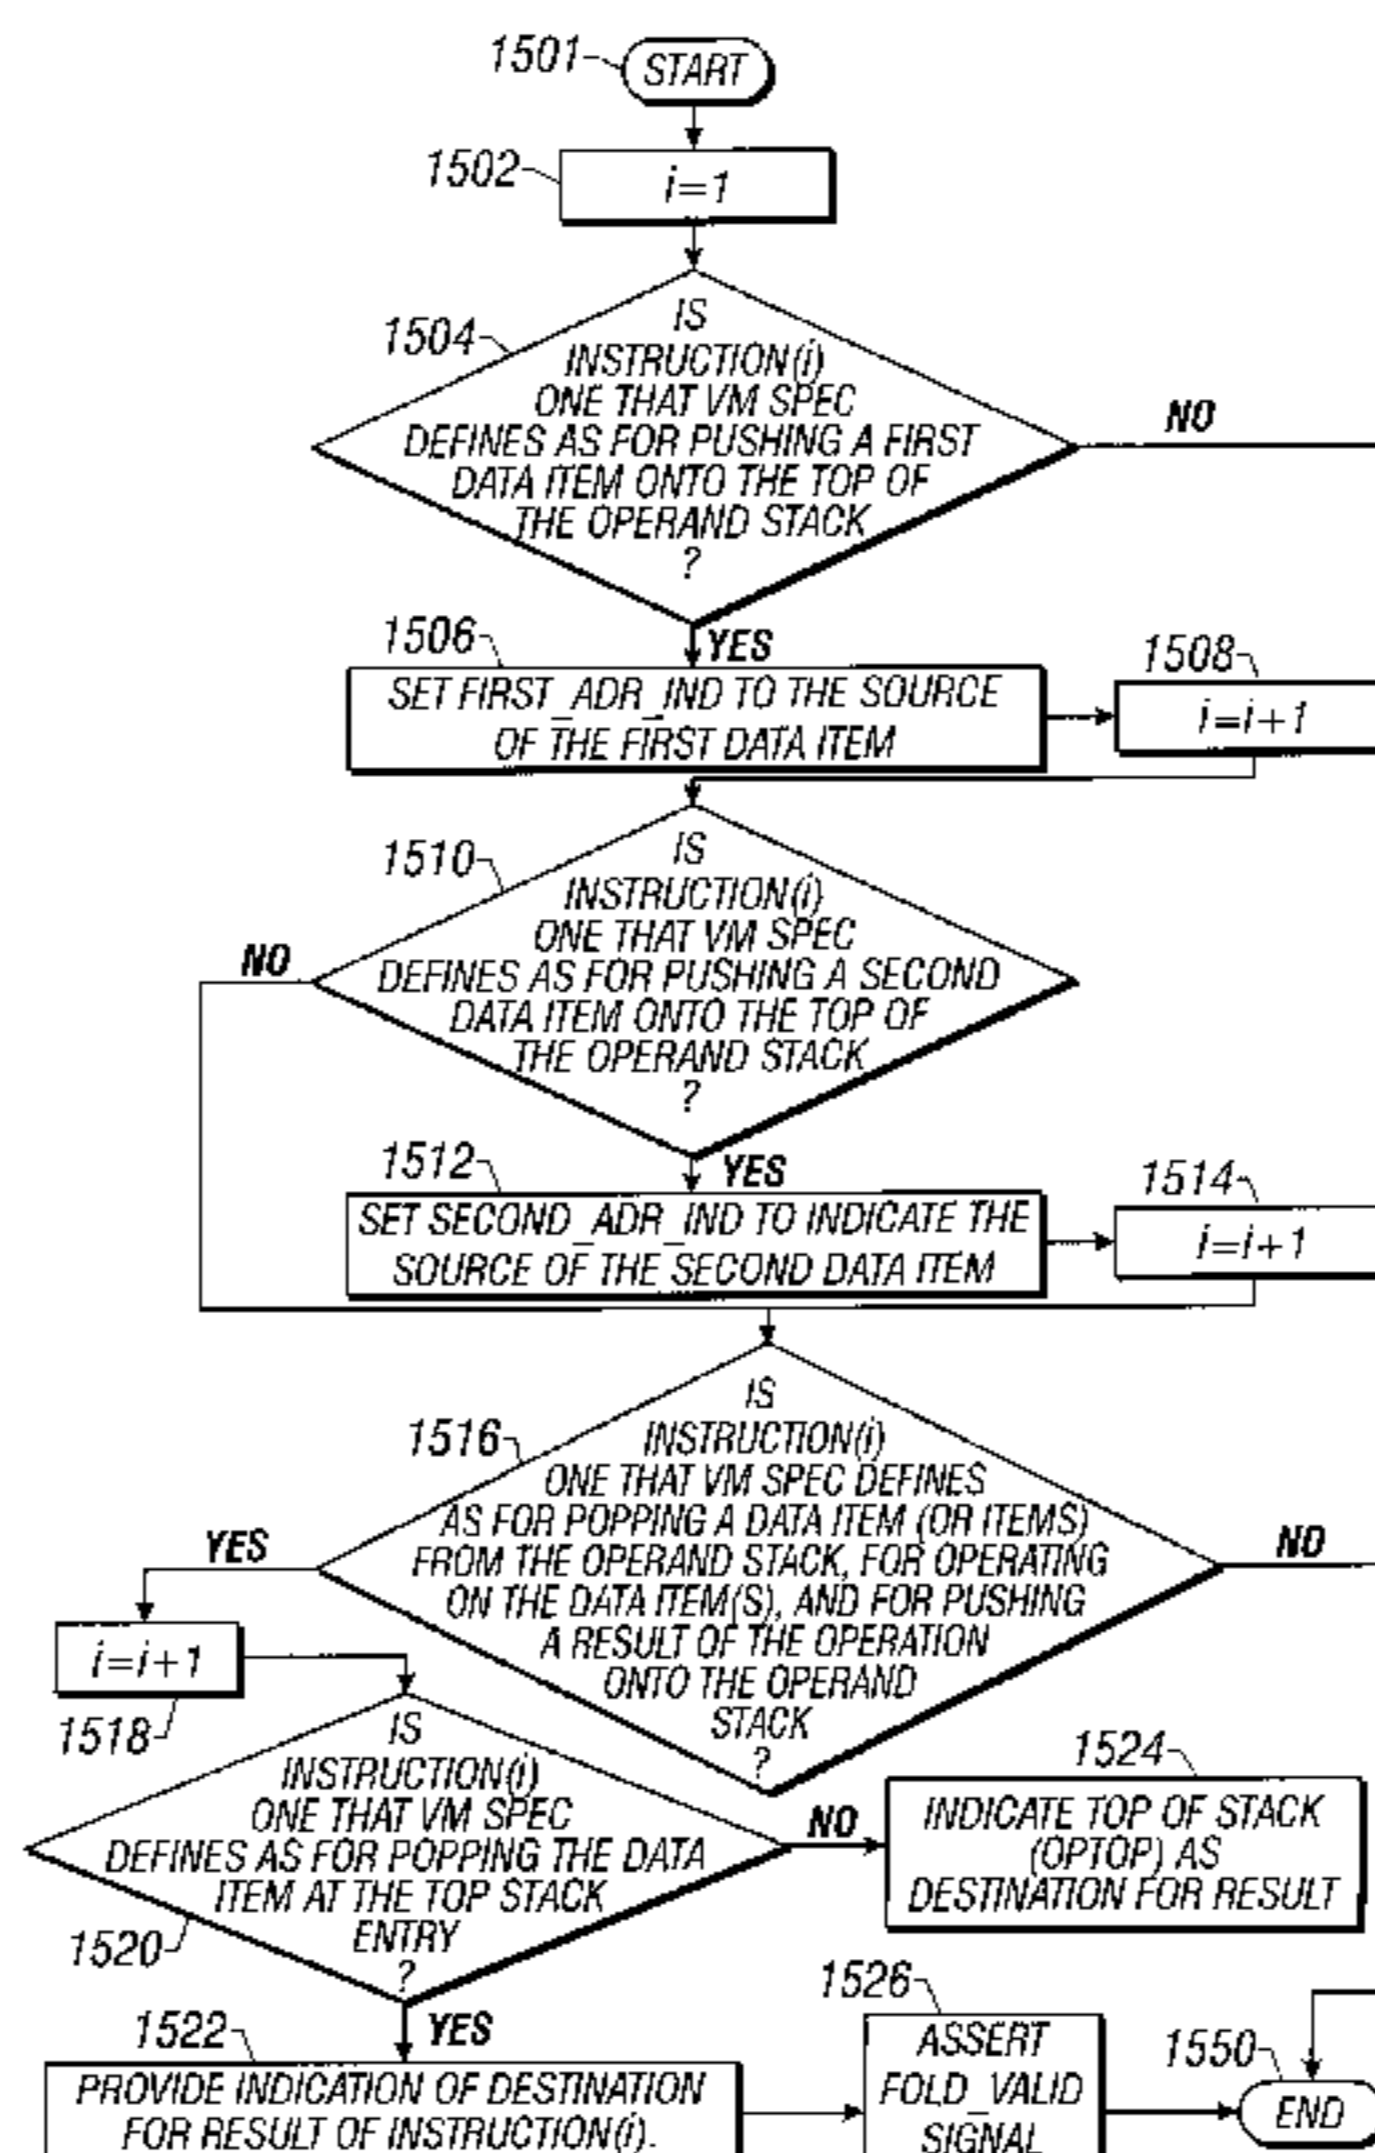 1501
START
1502
i=1
1504
IS
INSTRUCTION(i)
ONE THAT VM SPEC
DEFINES AS FOR PUSHING A FIRST
DATA ITEM ONTO THE TOP OF
THE OPERAND STACK
?
NO
YES
1506
SET FIRST_ADR_IND TO THE SOURCE
OF THE FIRST DATA ITEM
1508
i=i+1
1510
IS
INSTRUCTION(i)
ONE THAT VM SPEC
DEFINES AS FOR PUSHING A SECOND
DATA ITEM ONTO THE TOP OF
THE OPERAND STACK
?
NO
YES
1512
SET SECOND_ADR_IND TO INDICATE THE
SOURCE OF THE SECOND DATA ITEM
1514
i=i+1
1516
IS
INSTRUCTION(i)
ONE THAT VM SPEC DEFINES
AS FOR POPPING A DATA ITEM (OR ITEMS)
FROM THE OPERAND STACK, FOR OPERATING
ON THE DATA ITEM(S), AND FOR PUSHING
A RESULT OF THE OPERATION
ONTO THE OPERAND
STACK
?
YES
NO
i=i+1
1518
IS
INSTRUCTION(i)
ONE THAT VM SPEC
DEFINES AS FOR POPPING THE DATA
ITEM AT THE TOP STACK
ENTRY
?
1520
NO
1524
INDICATE TOP OF STACK
(OPTOP) AS
DESTINATION FOR RESULT
YES
1522
PROVIDE INDICATION OF DESTINATION
FOR RESULT OF INSTRUCTION(i).
1526
ASSERT
FOLD_VALID
SIGNAL
1550
END